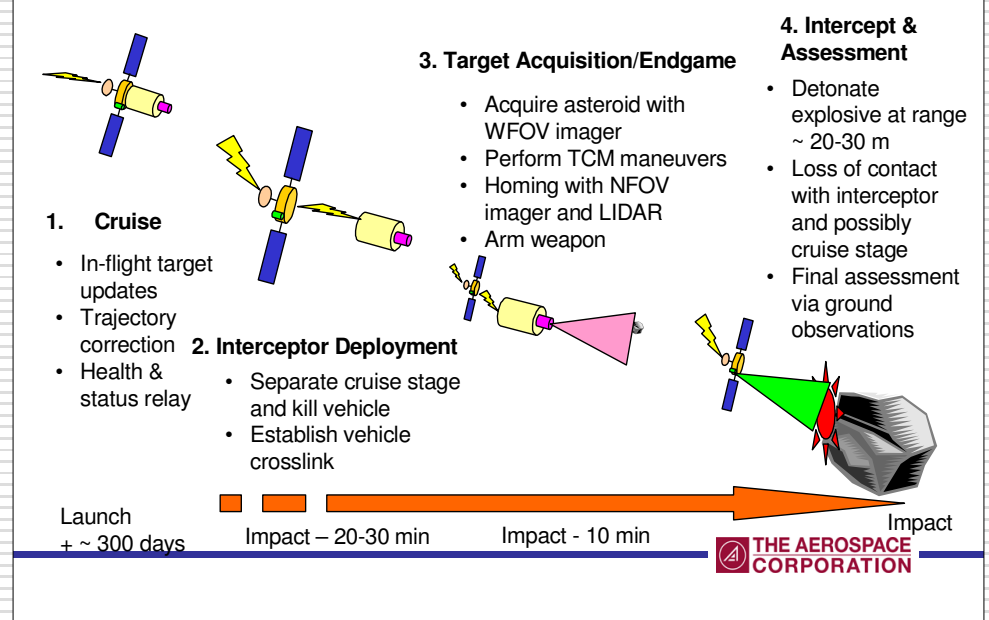 1. Cruise
• In-flight target
updates
• Trajectory
correction
• Health &
status relay
2. Interceptor Deployment
• Separate cruise stage
and kill vehicle
• Establish vehicle
crosslink
3. Target Acquisition/Endgame
• Acquire asteroid with
WFOV imager
• Perform TCM maneuvers
• Homing with NFOV
imager and LIDAR
• Arm weapon
4. Intercept &
Assessment
• Detonate
explosive at range
~ 20-30 m
• Loss of contact
with interceptor
and possibly
cruise stage
• Final assessment
via ground
observations
Launch
+ ~ 300 days
Impact – 20-30 min
Impact - 10 min
Impact
THE AEROSPACE
CORPORATION